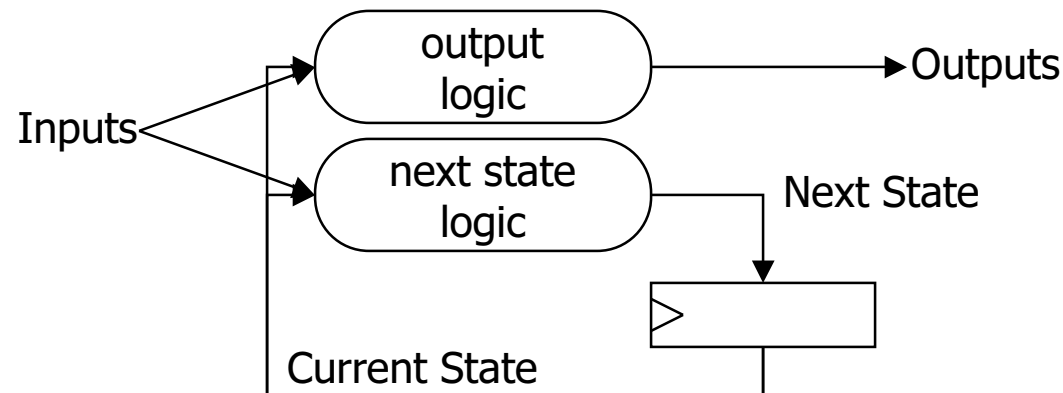 output
logic
Outputs
Inputs
next state
logic
Next State
Current State